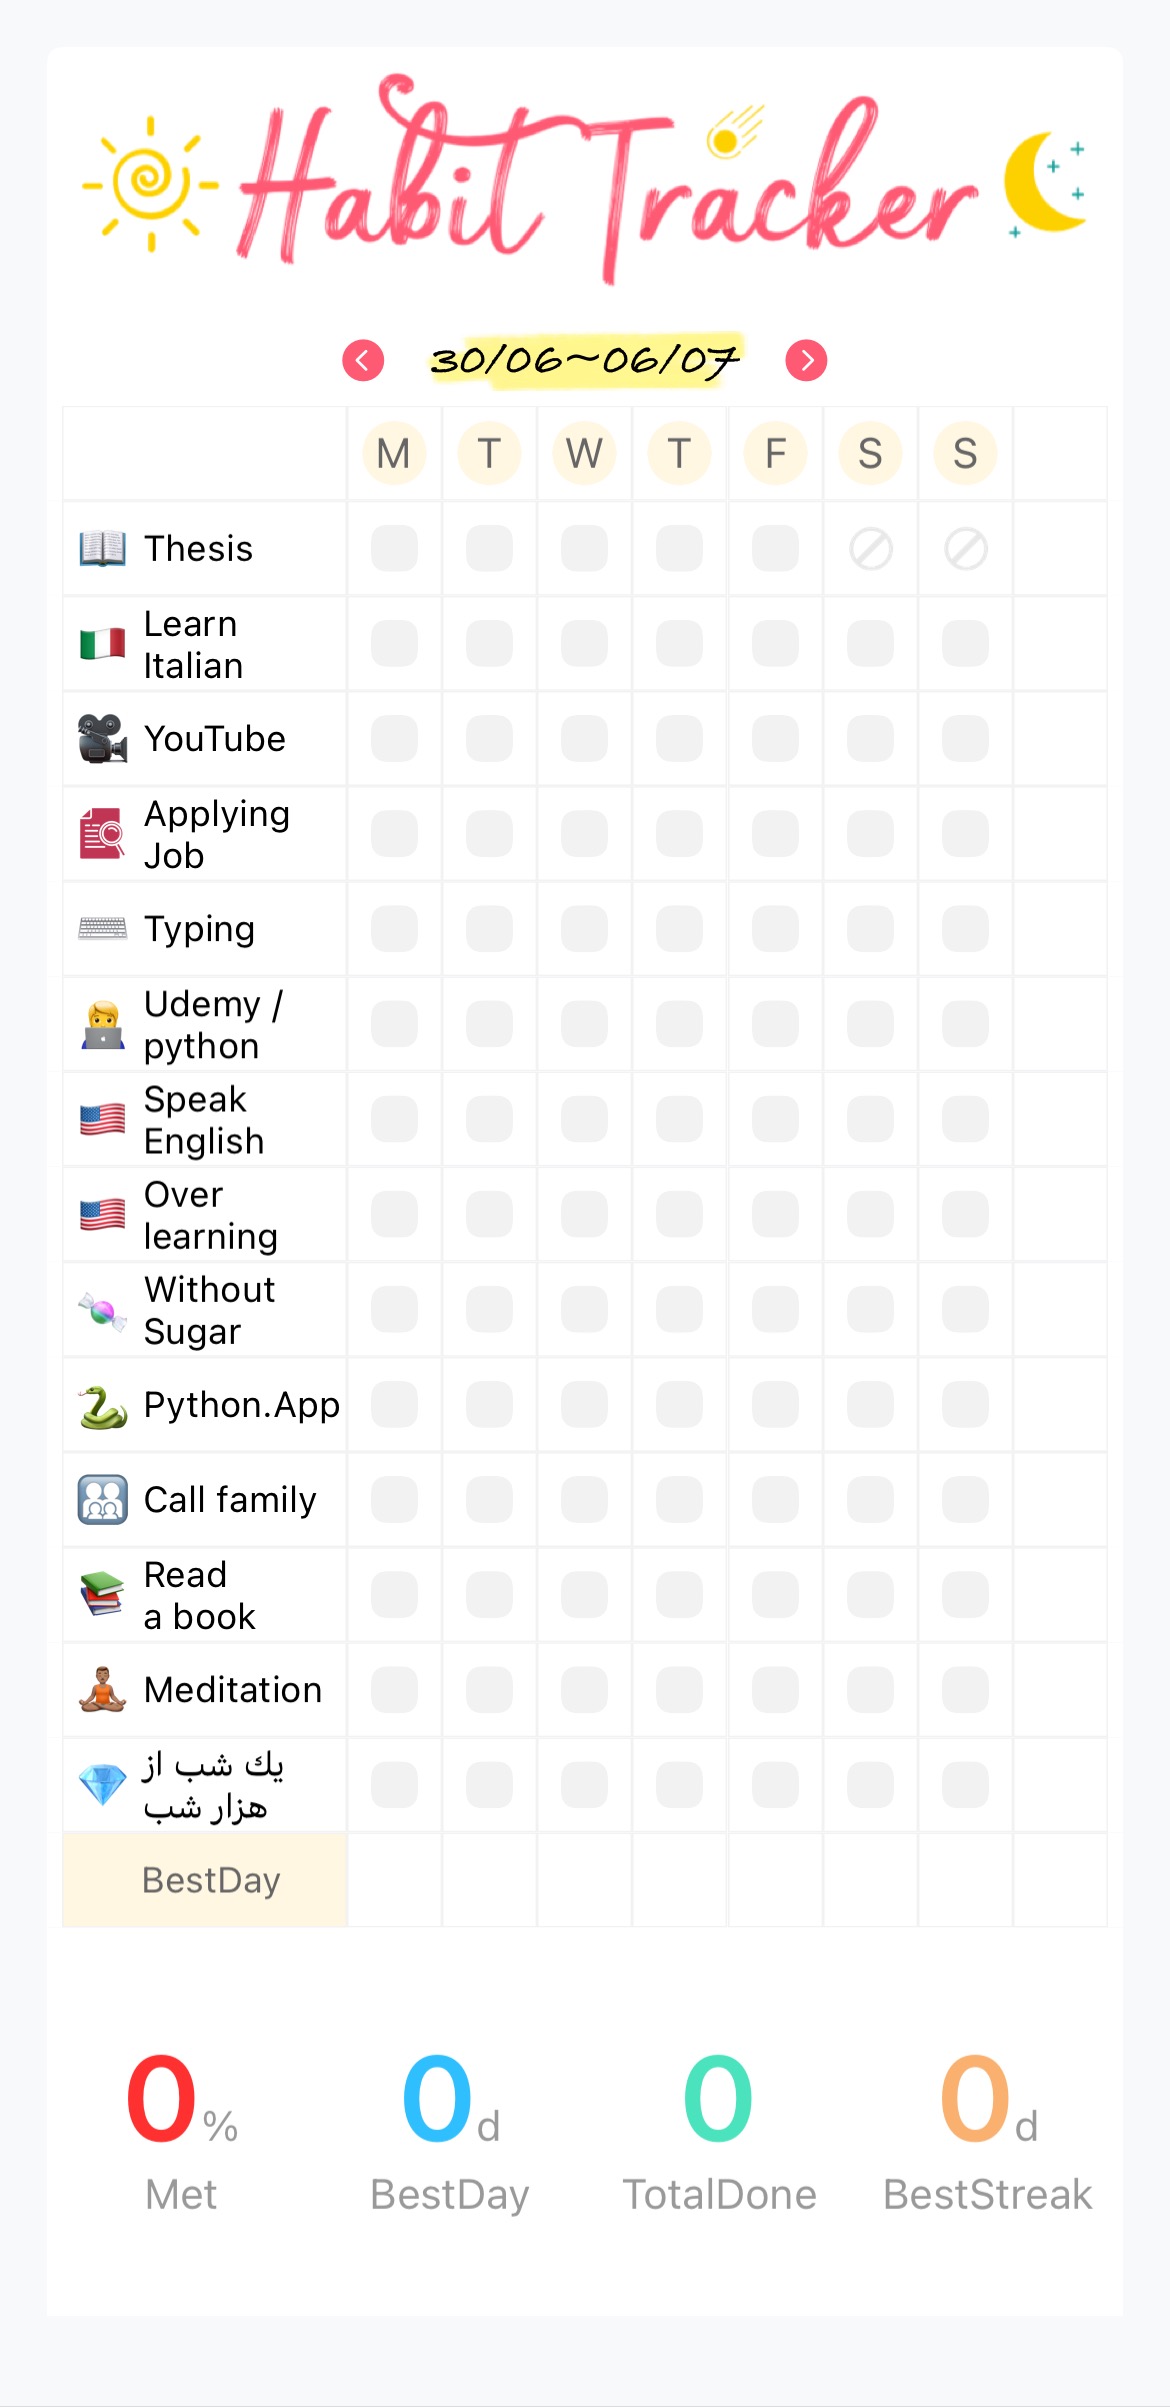 Habit Tracker
30/06~06/07
M T W T F S S
Thesis
Learn
Italian
YouTube
Applying
Job
Typing
Udemy /
python
Speak
English
Over
learning
Without
Sugar
Python.App
Call family
Read
a book
Meditation
يك شب از
هزار شب
BestDay
0% 0d 0 0d
Met BestDay TotalDone BestStreak